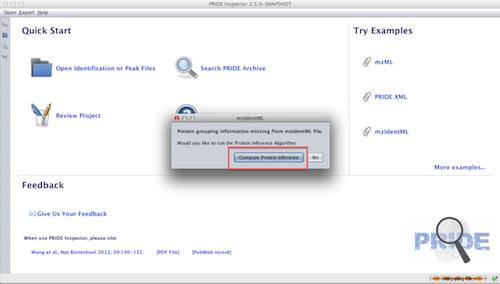 PRIDE Inspector 2.5.0-SNAPSHOT
Open Export Help
Quick Start
Try Examples
Open Identification or Peak Files
Search PRIDE Archive
mzML
PRIDE XML
Review Project
mzIdentML
mzIdentML
Protein grouping information missing from mzIdentML file.
Would you like to run the Protein inference Algorithm
Compute Protein Inference
No
More examples...
Feedback
Give Us Your Feedback
When use PRIDE Inspector, please cite:
Wang et al., Nat Biotechnol 2012; 30:130-132. [PDF File] [PubMed record]
PRIDE